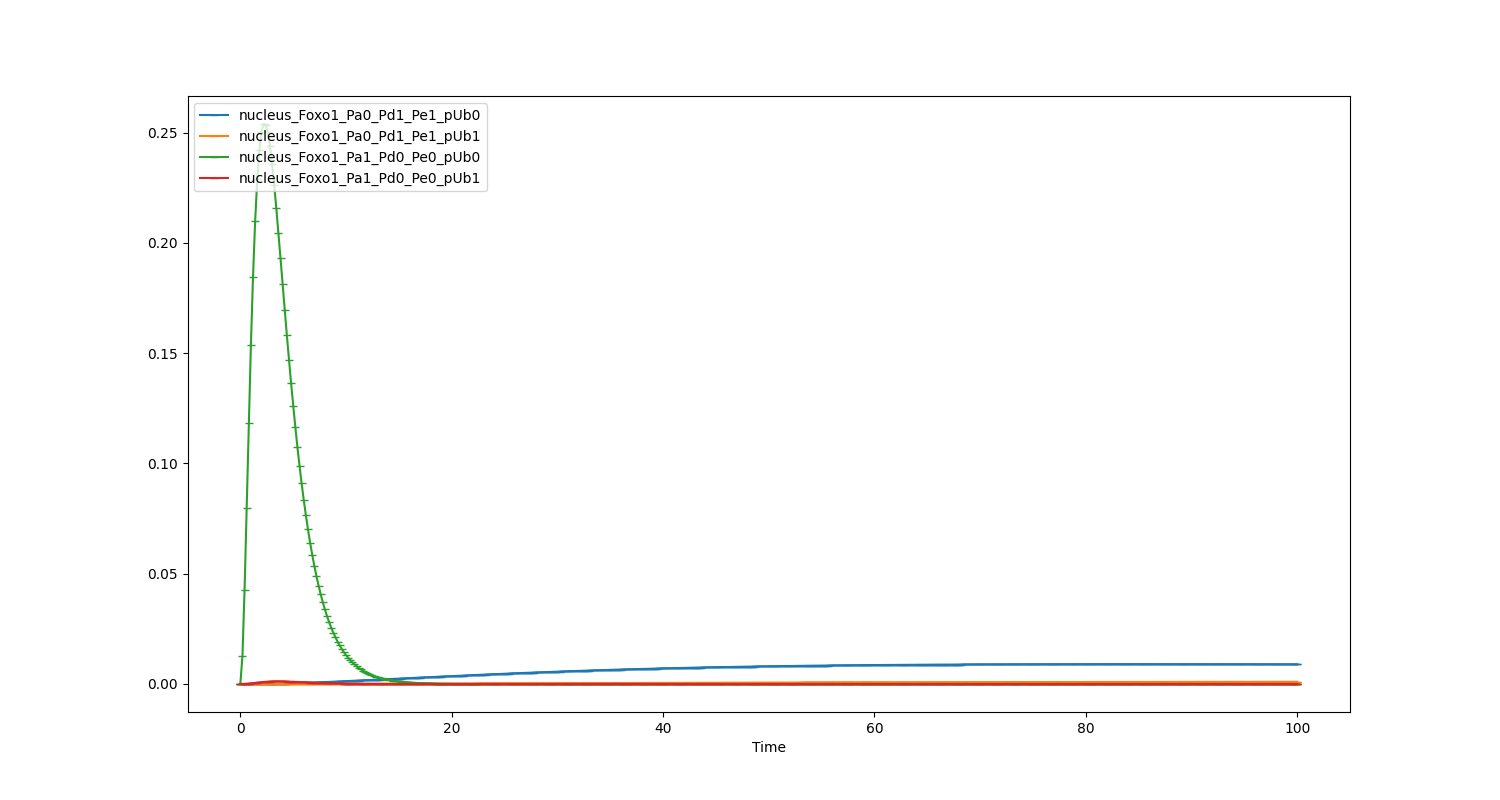 nucleus_Foxo1_Pa0_Pd1_Pe1_pUb0
nucleus_Foxo1_Pa0_Pd1_Pe1_pUb1
nucleus_Foxo1_Pa1_Pd0_Pe0_pUb0
nucleus_Foxo1_Pa1_Pd0_Pe0_pUb1
0.25
0.20
0.15
0.10
0.05
0.00
0 20 40 60 80 100
Time